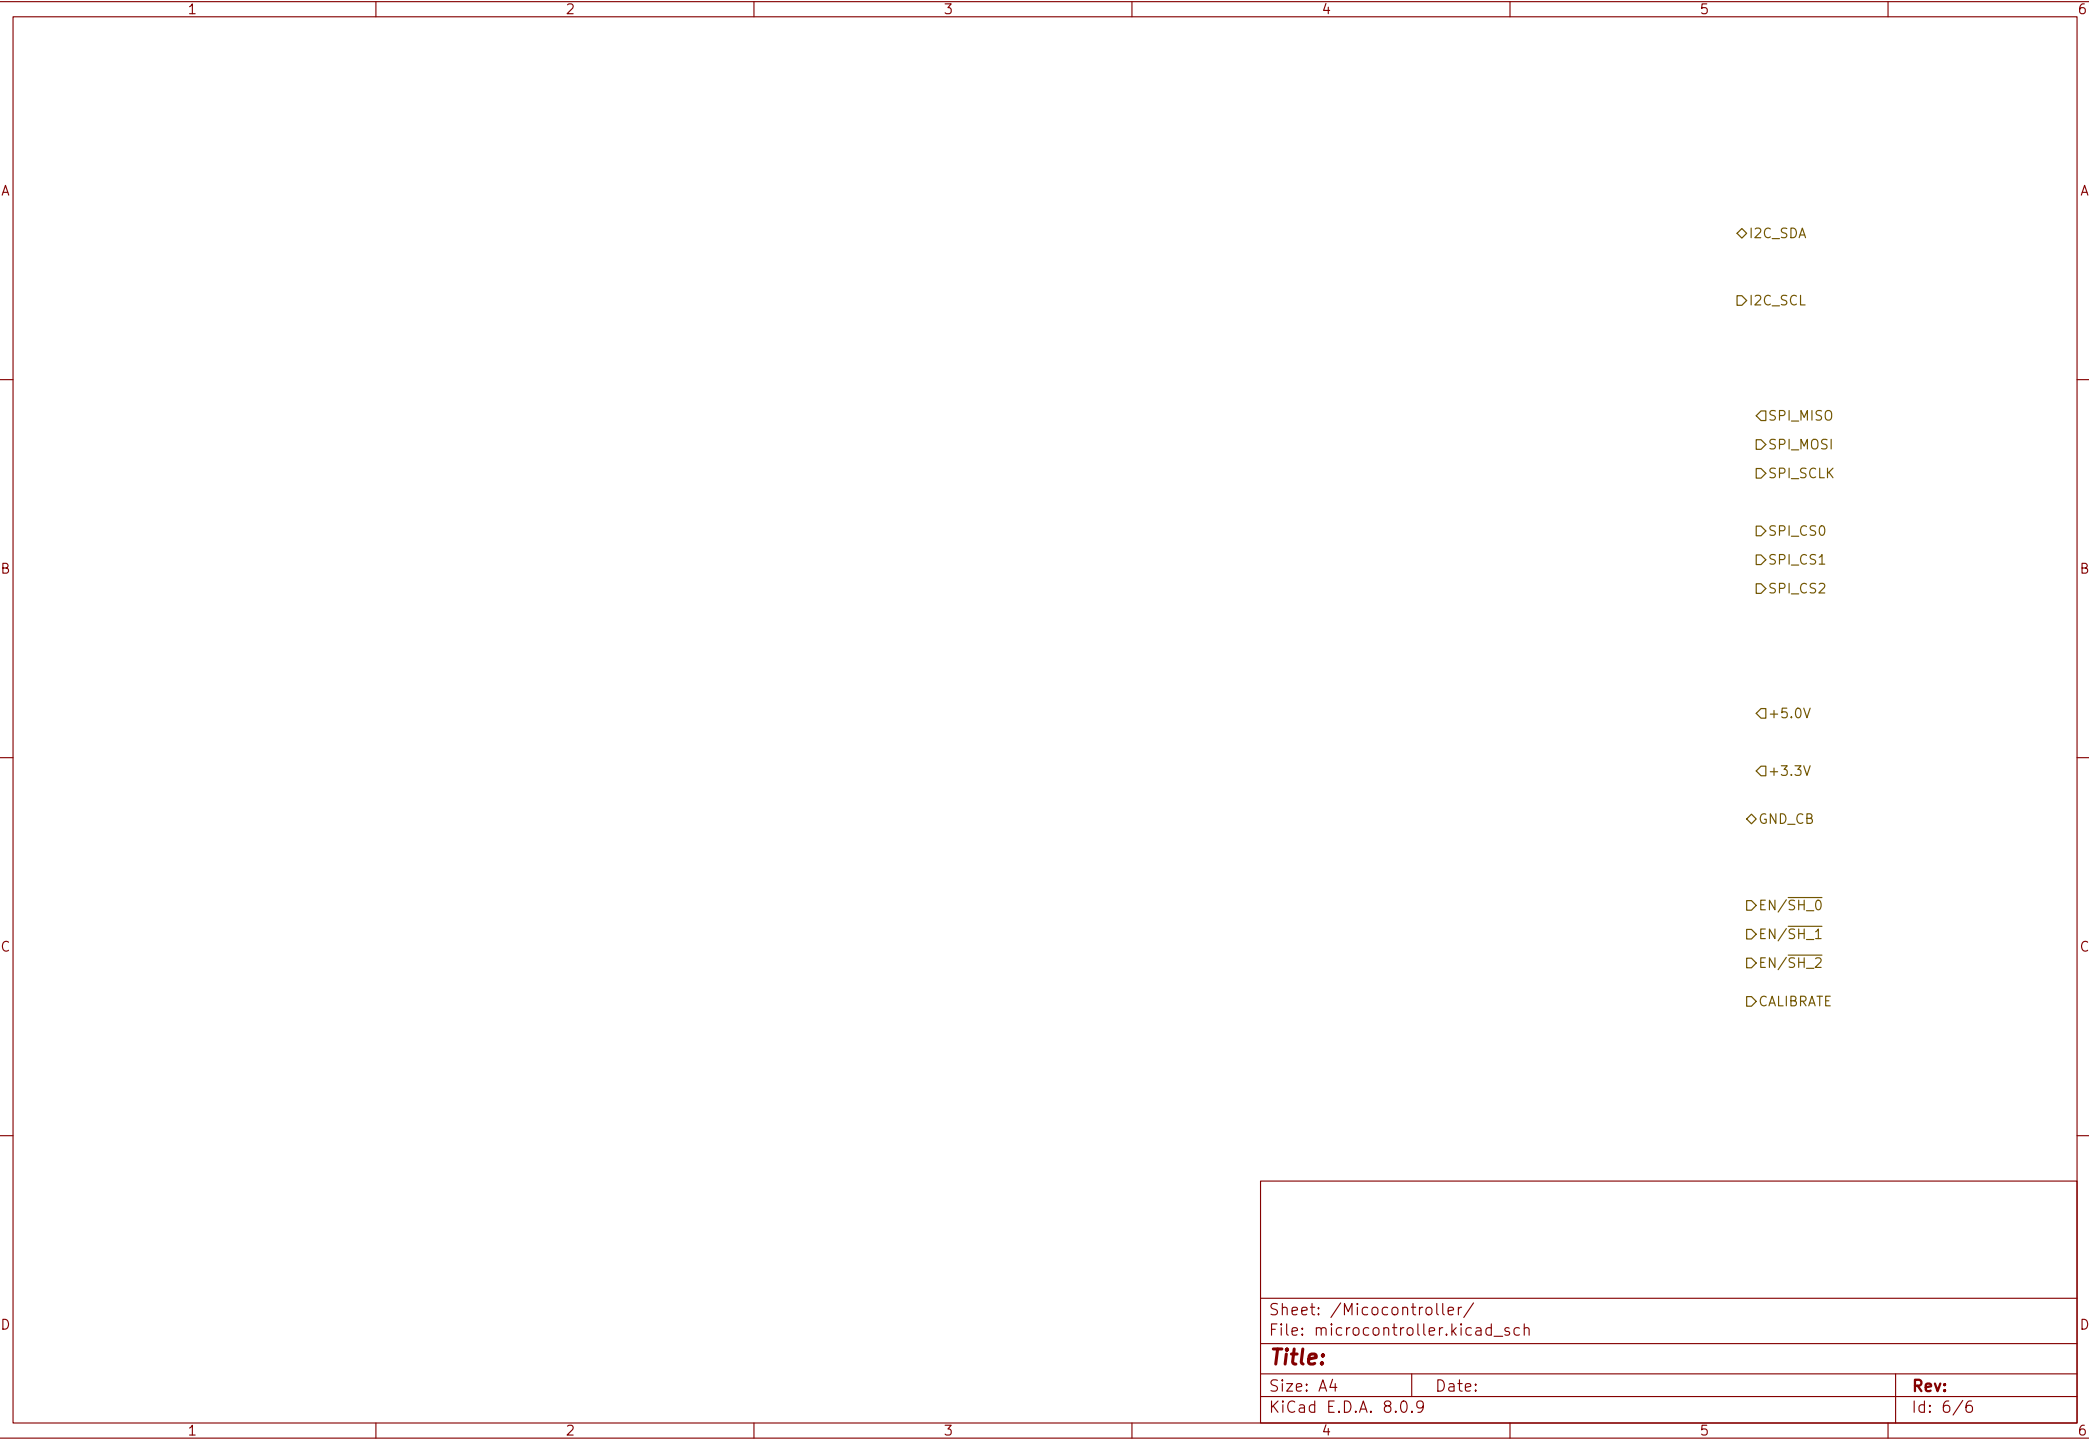 1 2 3 4 5 6
A A
I2C_SDA
I2C_SCL
SPI_MISO
SPI_MOSI
SPI_SCLK
SPI_CS0
SPI_CS1
B B
SPI_CS2
+5.0V
+3.3V
GND_CB
EN/SH_0
EN/SH_1
C C
EN/SH_2
CALIBRATE
Sheet: /Micocontroller/
D D
File: microcontroller.kicad_sch
Title:
Size: A4 Date: Rev:
KiCad E.D.A. 8.0.9 Id: 6/6
1 2 3 4 5 6